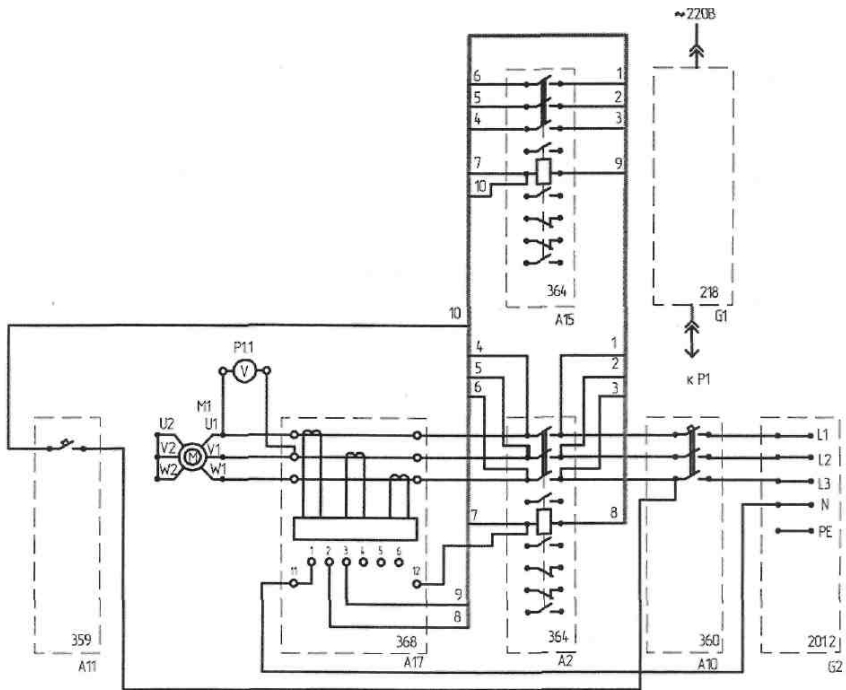 ~220В
6 1
5 2
4 3
7 9
10
364
A15
218
G1
к P1
10
4 1
5 2
6 3
P1.1
V
M1
U2 U1
V2 M V1
W2 W1
L1
L2
L3
N
PE
7 8
1 2 3 4 5 6
11 12
9
8
359
A11
368
A17
364
A2
360
A10
2012
G2